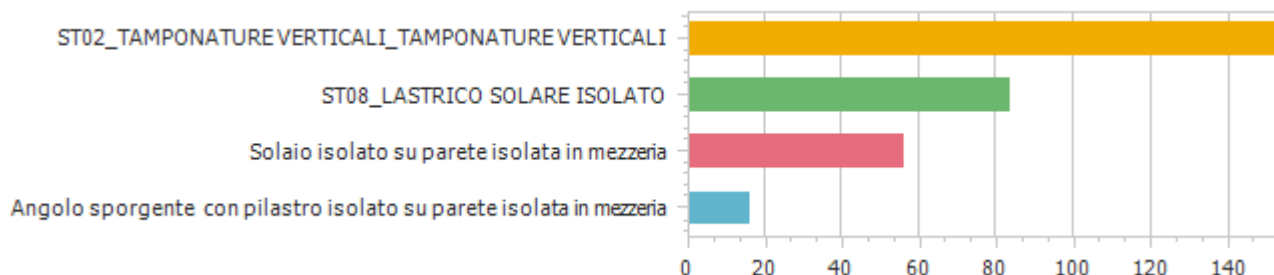 ST02_TAMPONATURE VERTICALI_TAMPONATURE VERTICALI
ST08_LASTRICO SOLARE ISOLATO
Solaio isolato su parete isolata in mezzeria
Angolo sporgente con pilastro isolato su parete isolata in mezzeria
0 20 40 60 80 100 120 140